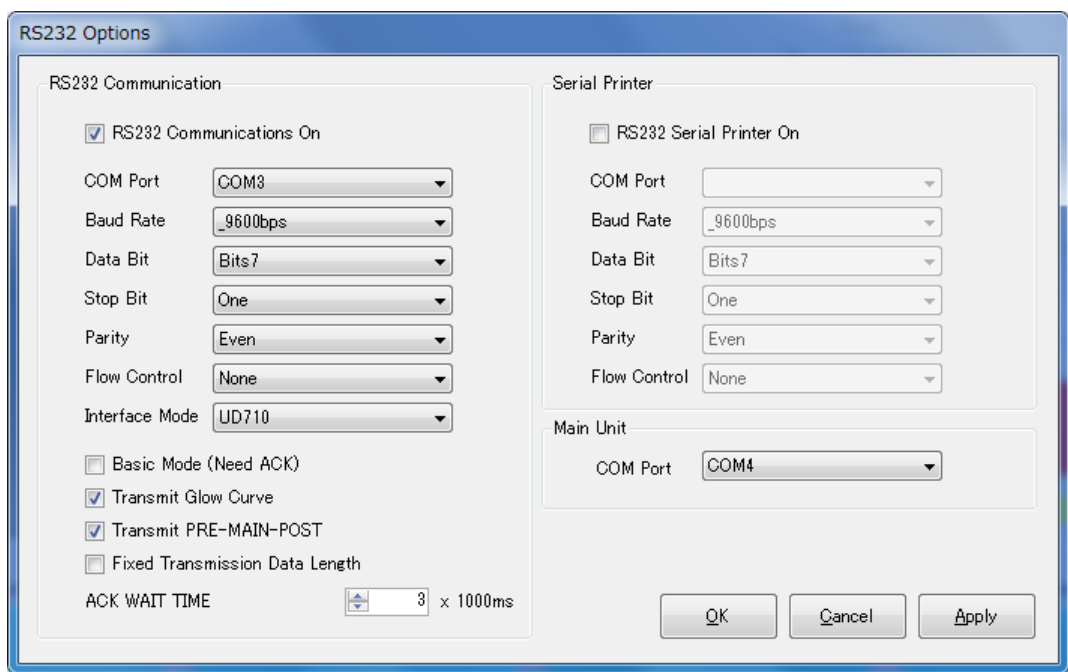 RS232 Options
RS232 Communication
RS232 Communications On
COM Port COM3
Baud Rate _9600bps
Data Bit Bits7
Stop Bit One
Parity Even
Flow Control None
Interface Mode UD710
Basic Mode (Need ACK)
Transmit Glow Curve
Transmit PRE-MAIN-POST
Fixed Transmission Data Length
ACK WAIT TIME 3 x 1000ms
Serial Printer
RS232 Serial Printer On
COM Port
Baud Rate _9600bps
Data Bit Bits7
Stop Bit One
Parity Even
Flow Control None
Main Unit
COM Port COM4
OK Cancel Apply